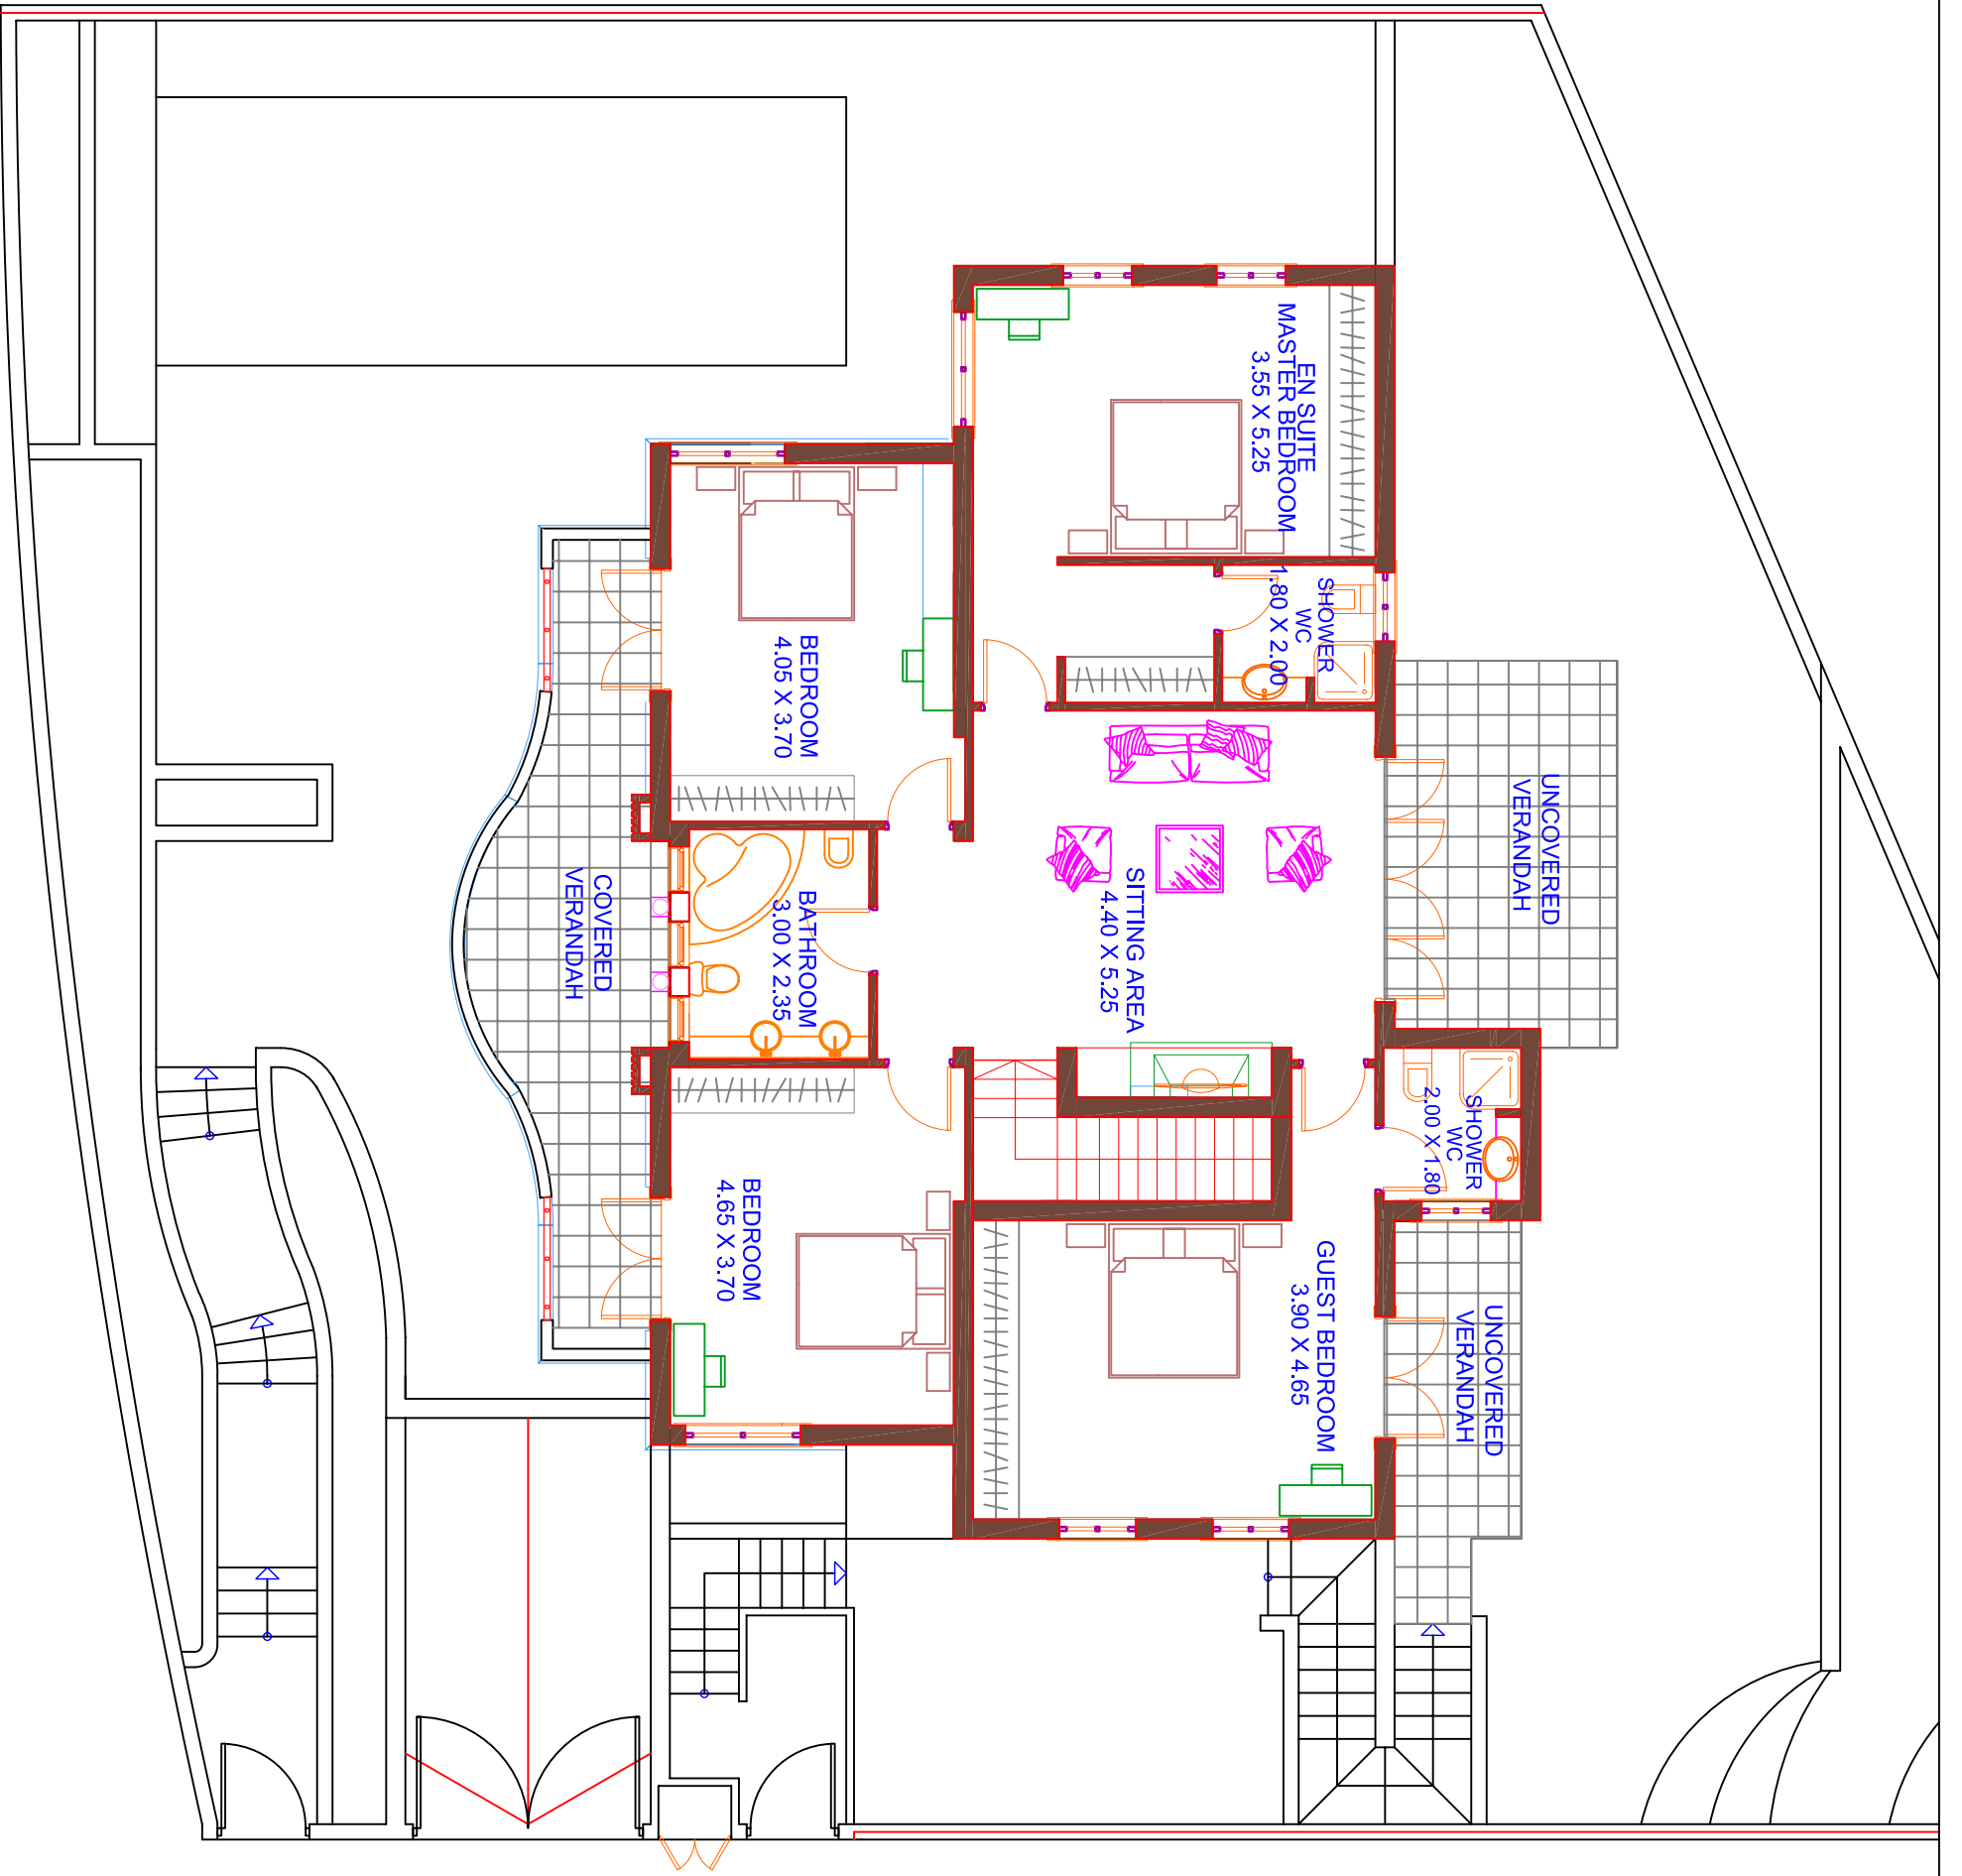 EN SUITE
MASTER BEDROOM
3.55 X 5.25
SHOWER
WC
1.80 X 2.00
BEDROOM
4.05 X 3.70
UNCOVERED
VERANDAH
SITTING AREA
4.40 X 5.25
BATHROOM
3.00 X 2.35
COVERED
VERANDAH
SHOWER
WC
2.00 X 1.80
BEDROOM
4.65 X 3.70
GUEST BEDROOM
3.90 X 4.65
UNCOVERED
VERANDAH